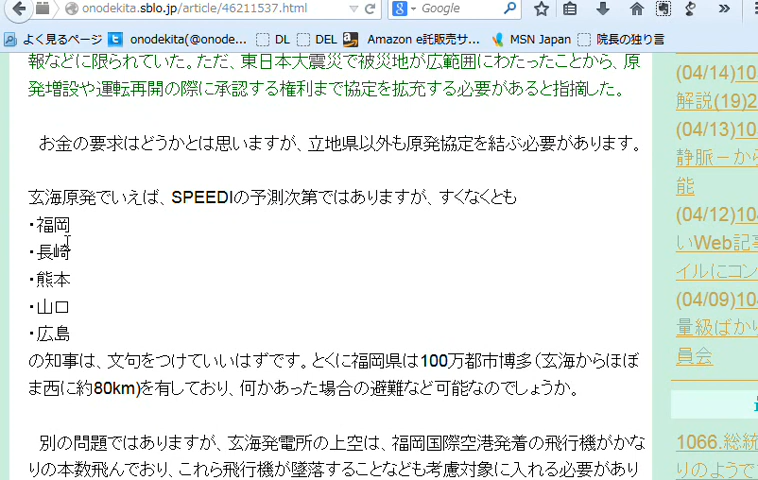 onodekita.sblo.jp/article/46211537.html
Google
よく見るページ
onodekita(@onode...
DL
DEL
Amazon e託販売サ...
MSN Japan
院長の独り言
報などに限られていた。ただ、東日本大震災で被災地が広範囲にわたったことから、原
発増設や運転再開の際に承認する権利まで協定を拡充する必要があると指摘した。
お金の要求はどうかとは思いますが、立地県以外も原発協定を結ぶ必要があります。
玄海原発でいえば、SPEEDIの予測次第ではありますが、すくなくとも
・福岡
・長崎
・熊本
・山口
・広島
の知事は、文句をつけていいはずです。とくに福岡県は100万都市博多(玄海からほぼ
ま西に約80km)を有しており、何かあった場合の避難など可能なのでしょうか。
別の問題ではありますが、玄海発電所の上空は、福岡国際空港発着の飛行機がかな
りの本数飛んでおり、これら飛行機が墜落することなども考慮対象に入れる必要があり
(04/14)10
解説(19)2
(04/13)10
静脈－から
能
(04/12)104
いWeb記事
イルにコン
(04/09)10
量級ばかり
員会
1066.総統
りのようです